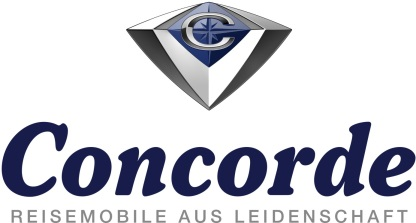 C
Concorde
REISEMOBILE AUS LEIDENSCHAFT